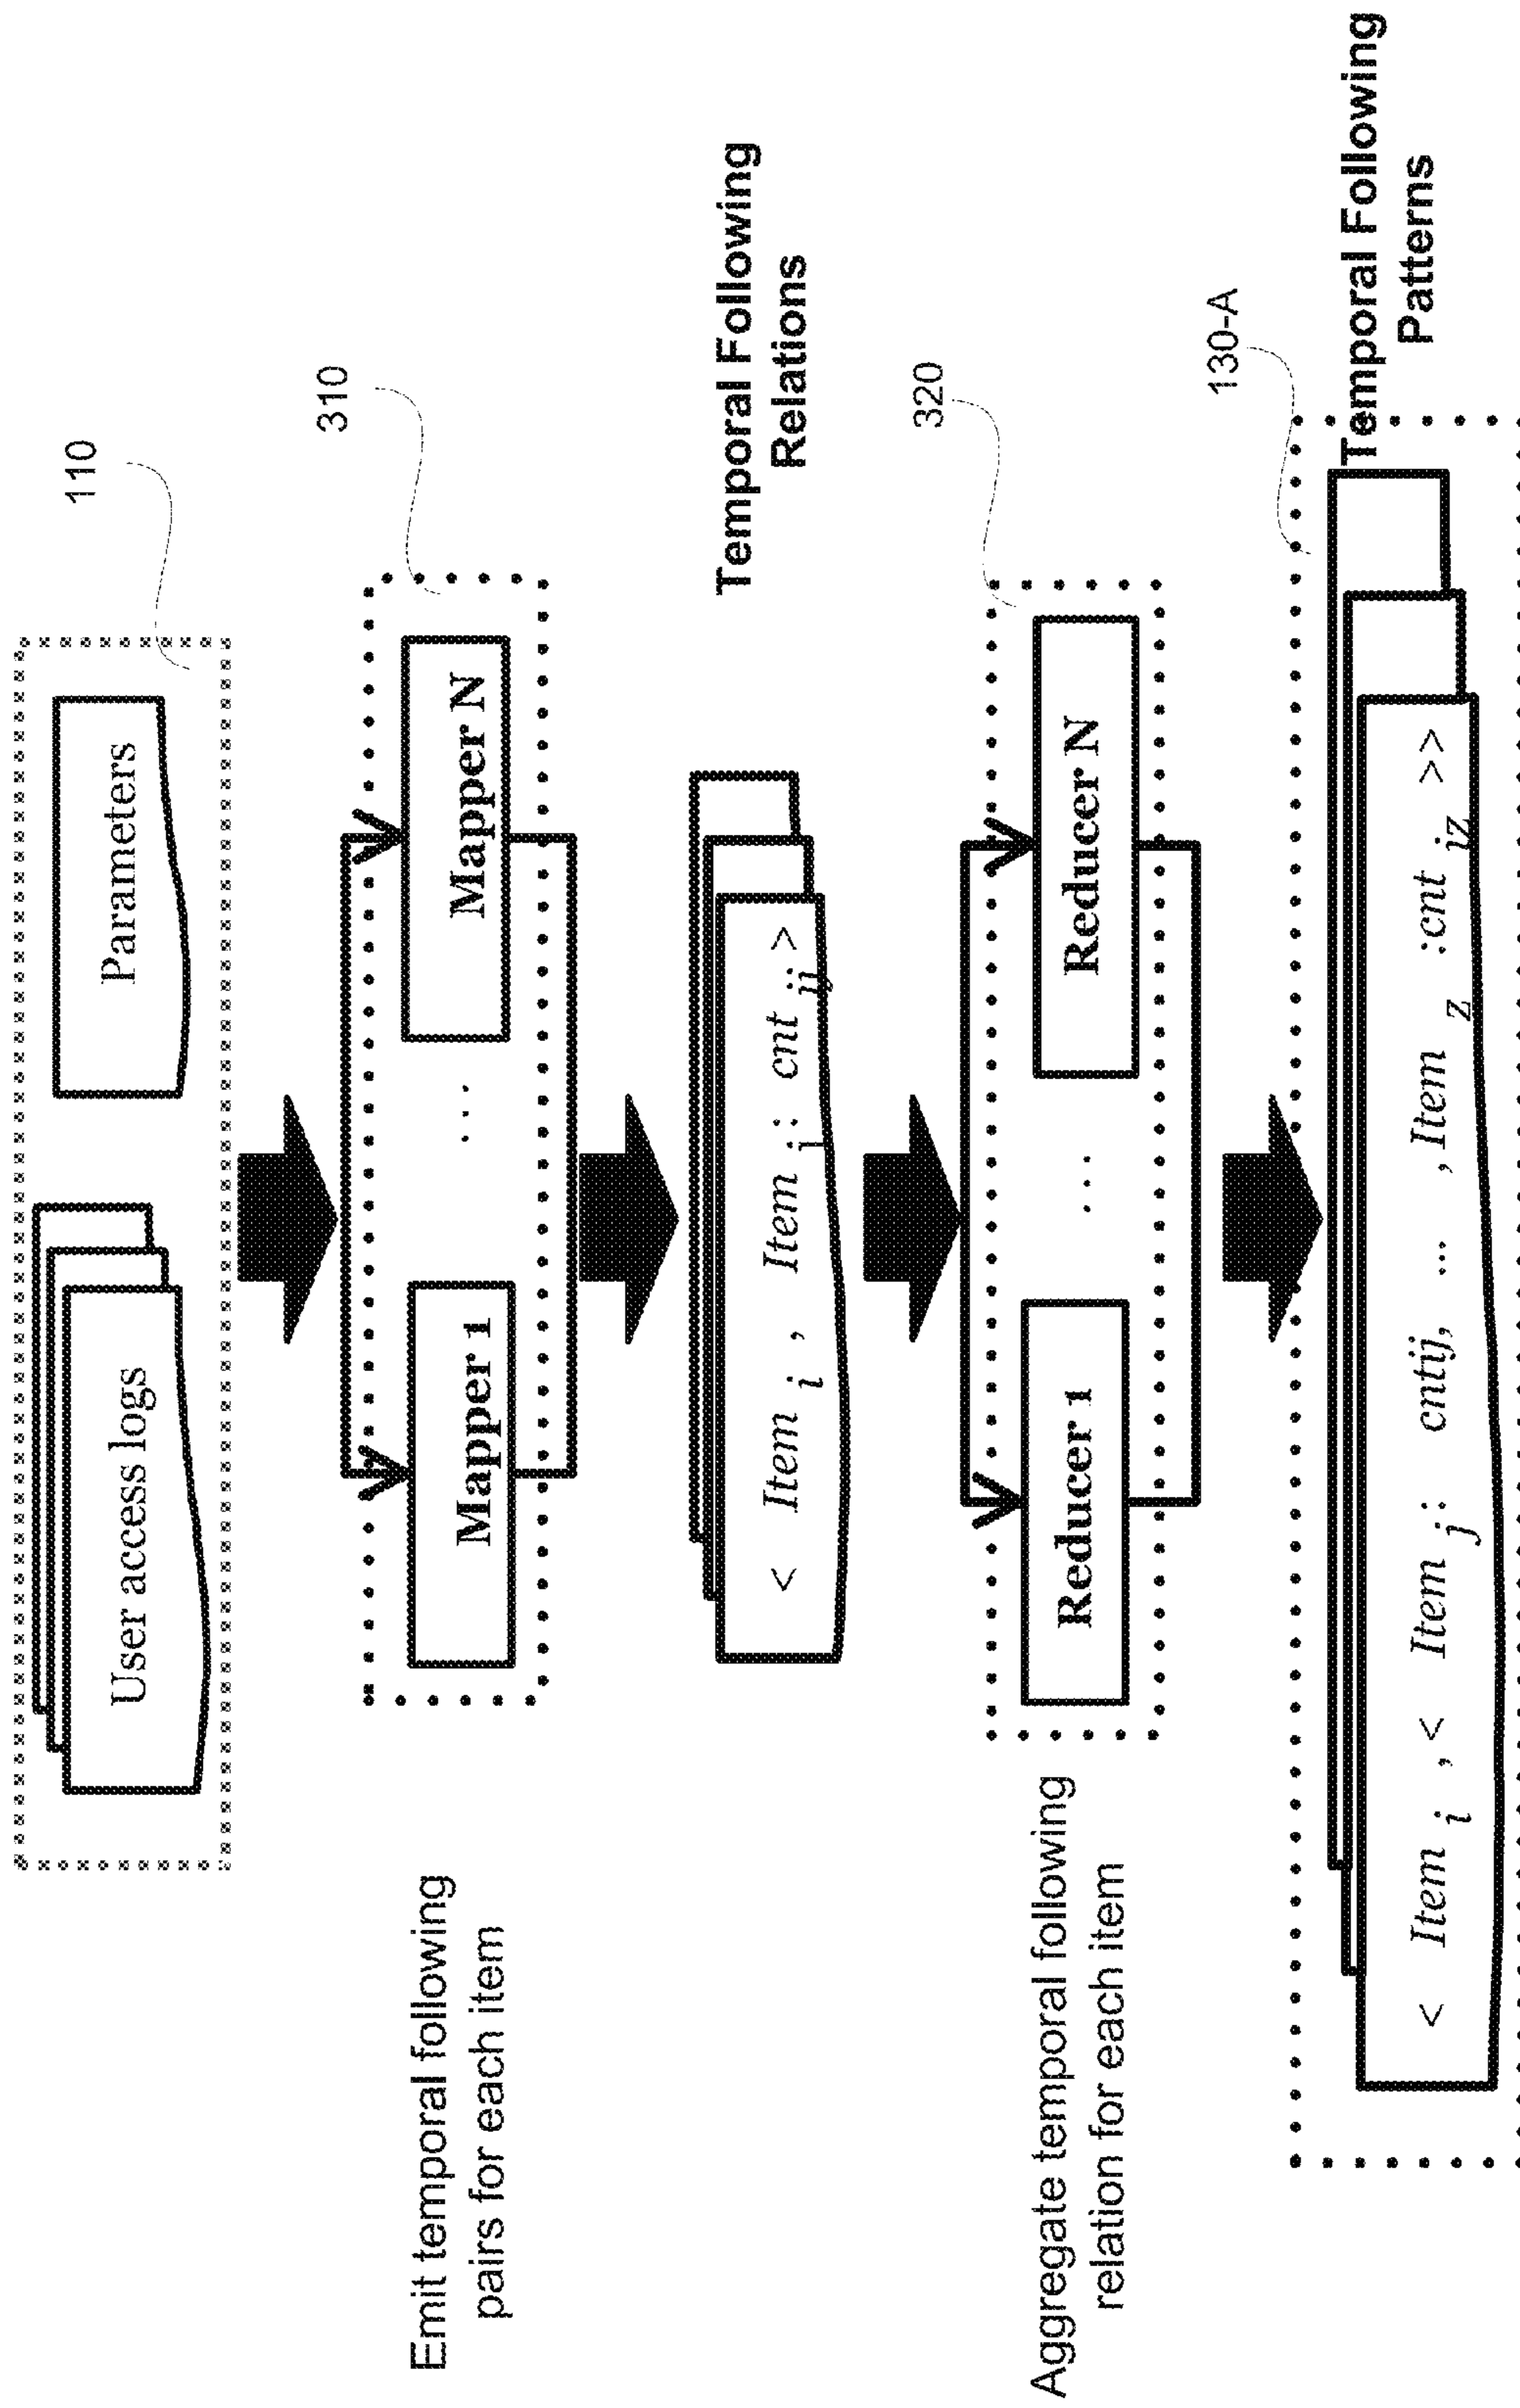 110
User access logs
Parameters
310
Emit temporal following
pairs for each item
Mapper 1
...
Mapper N
Temporal Following
Relations
< Item i , Item j : cnt ij >
320
Aggregate temporal following
relation for each item
Reducer 1
...
Reducer N
130-A
Temporal Following
Patterns
< Item i , < Item j : cntij, ... , Item z :cnt iz >>